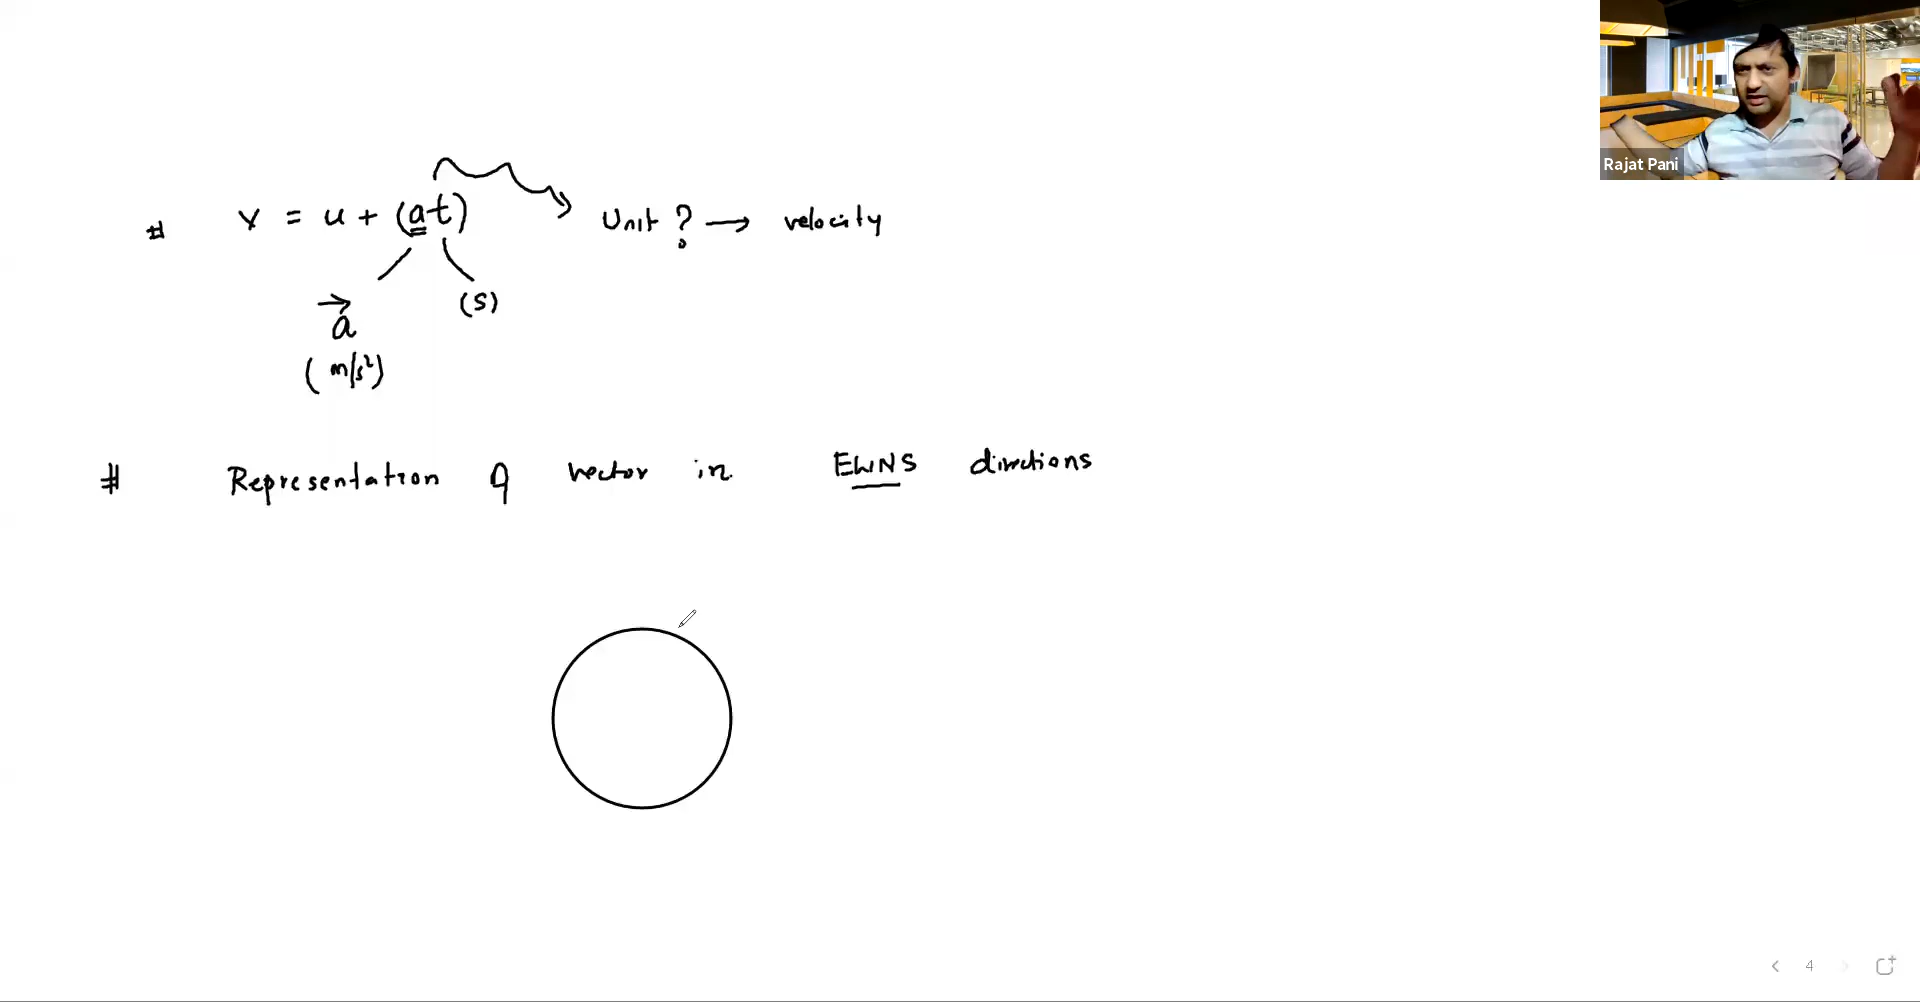 Rajat Pani
# v = u + (at) Unit ? → velocity
a (s)
(m/s²)
# Representation of vector in EWNS directions
4